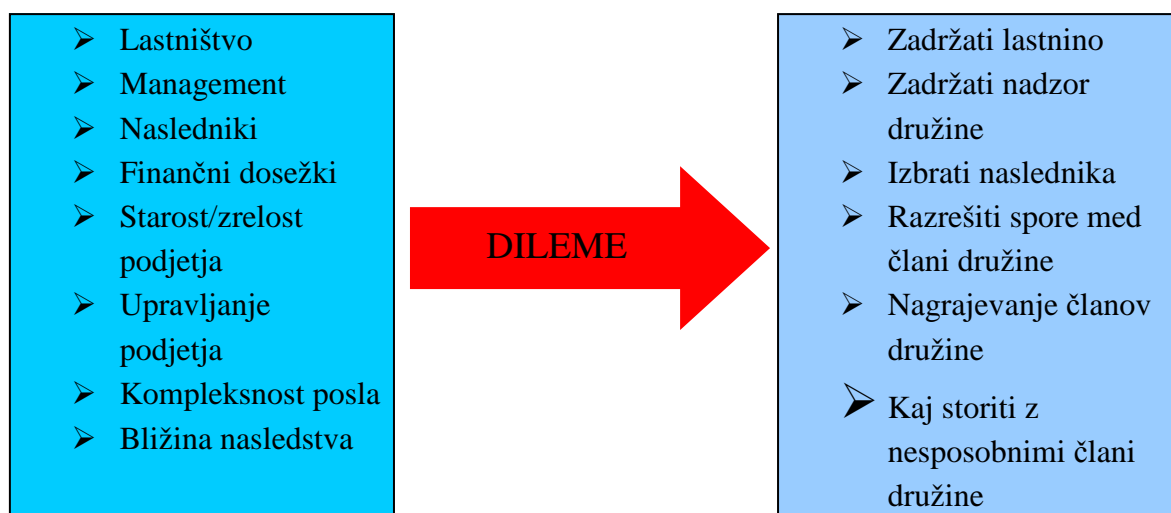 ➢ Lastništvo
➢ Management
➢ Nasledniki
➢ Finančni dosežki
➢ Starost/zrelost
podjetja
➢ Upravljanje
podjetja
➢ Kompleksnost posla
➢ Bližina nasledstva
DILEME
➢ Zadržati lastnino
➢ Zadržati nadzor
družine
➢ Izbrati naslednika
➢ Razrešiti spore med
člani družine
➢ Nagrajevanje članov
družine
➢ Kaj storiti z
nesposobnimi člani
družine